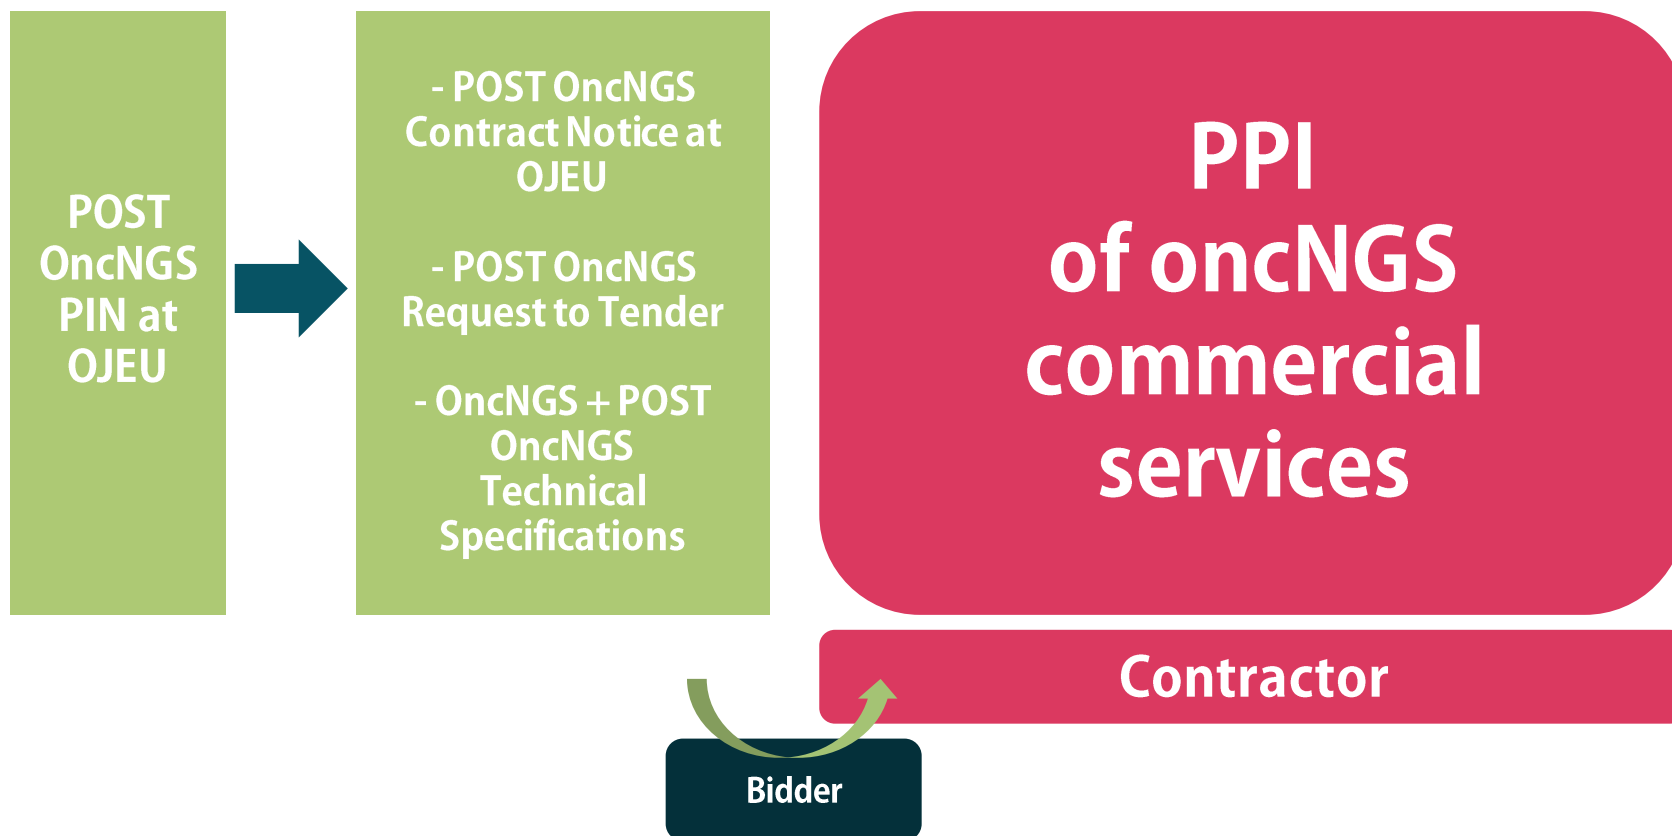 POST
OncNGS
PIN at
OJEU
- POST OncNGS
Contract Notice at
OJEU
- POST OncNGS
Request to Tender
- OncNGS + POST
OncNGS
Technical
Specifications
PPI
of oncNGS
commercial
services
Contractor
Bidder